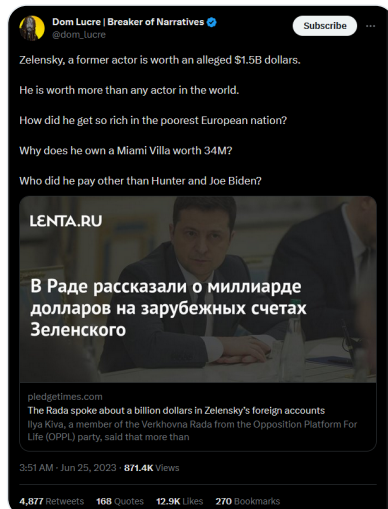 Dom Lucre | Breaker of Narratives
@dom_lucre
Subscribe
Zelensky, a former actor is worth an alleged $1.5B dollars.
He is worth more than any actor in the world.
How did he get so rich in the poorest European nation?
Why does he own a Miami Villa worth 34M?
Who did he pay other than Hunter and Joe Biden?
LENTA.RU
В Раде рассказали о миллиарде
долларов на зарубежных счетах
Зеленского
pledgetimes.com
The Rada spoke about a billion dollars in Zelensky's foreign accounts
Ilya Kiva, a member of the Verkhovna Rada from the Opposition Platform For
Life (OPPL) party, said that more than
3:51 AM · Jun 25, 2023 · 871.4K Views
4,877 Retweets 168 Quotes 12.9K Likes 270 Bookmarks